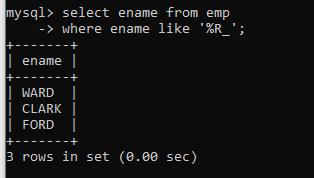 mysql> select ename from emp
    -> where ename like '%R_';
+-------+
| ename |
+-------+
| WARD  |
| CLARK |
| FORD  |
+-------+
3 rows in set (0.00 sec)